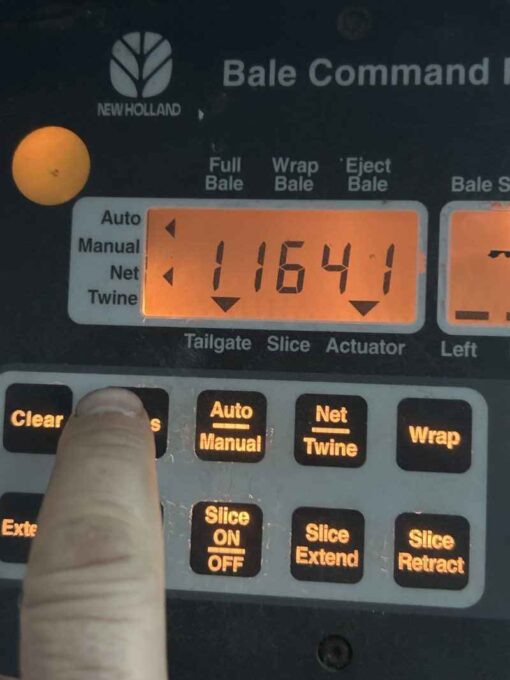 NEW HOLLAND
Bale Command
Full
Bale
Wrap
Bale
Eject
Bale
Bale S
Auto
Manual
Net
Twine
11641
Tailgate
Slice
Actuator
Left
Clear
s
Auto
Manual
Net
Twine
Wrap
Exte
Slice
ON
OFF
Slice
Extend
Slice
Retract